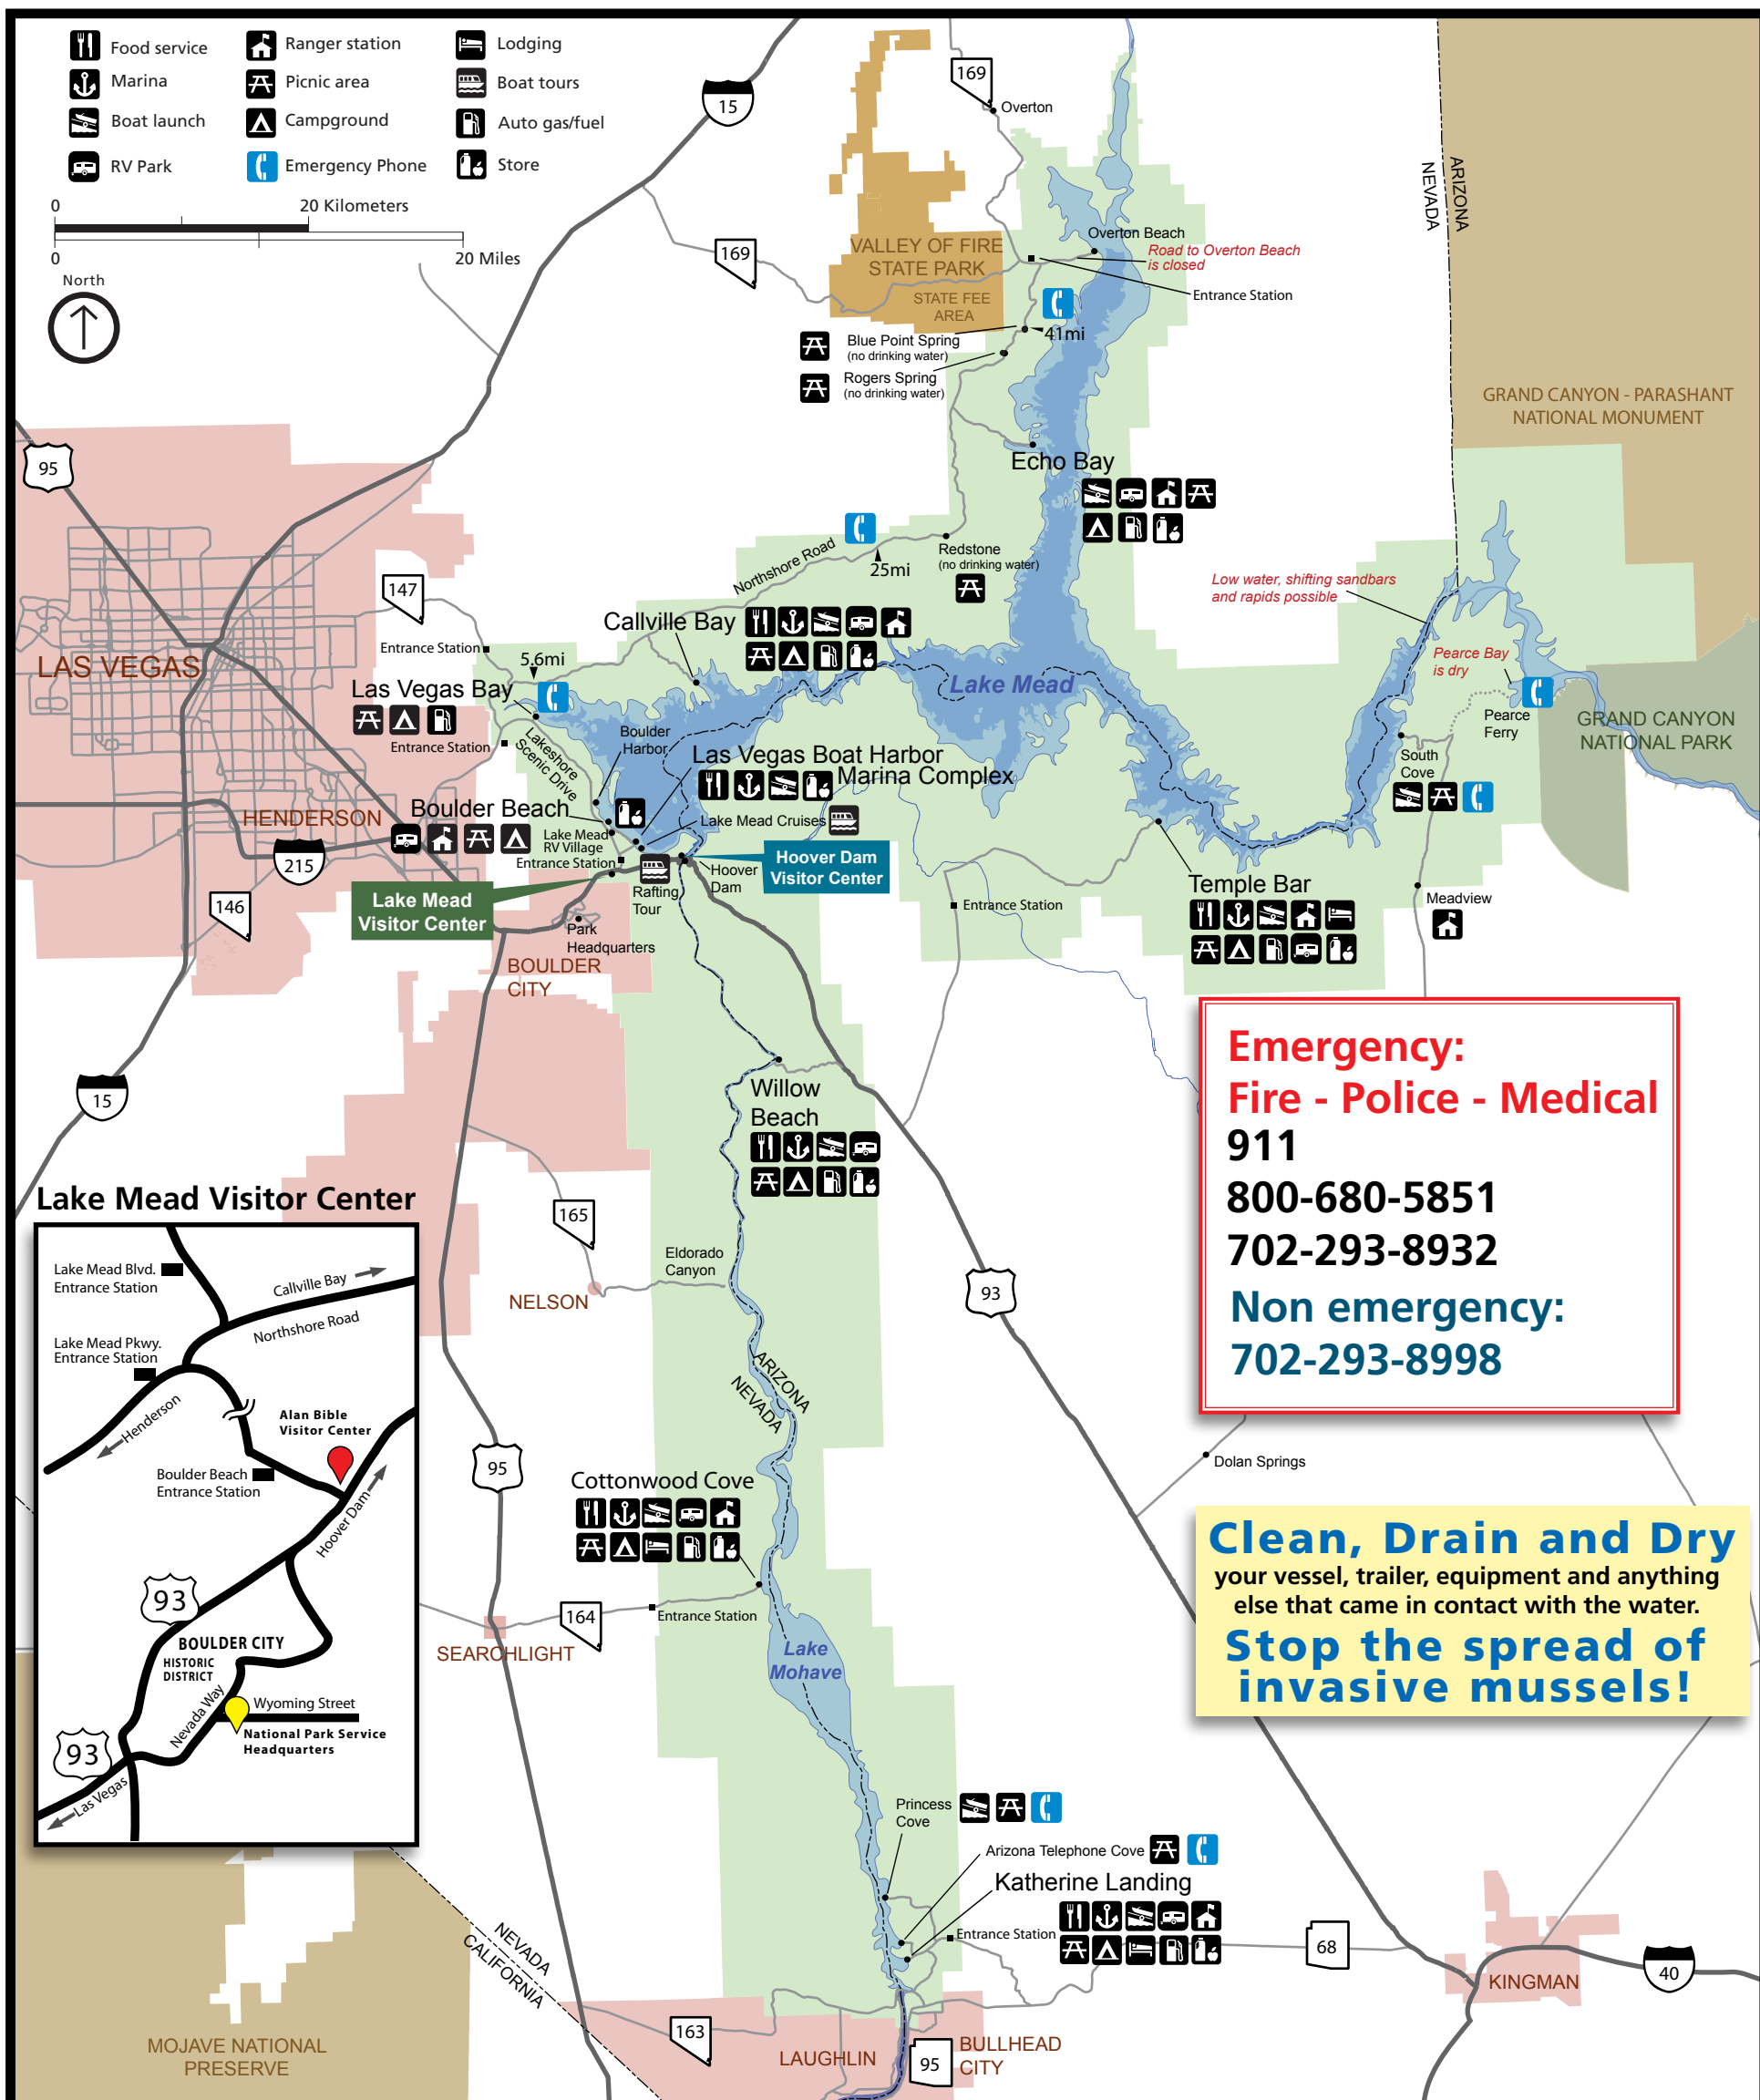 Food service
Marina
Boat launch
RV Park
Ranger station
Picnic area
Campground
Emergency Phone
Lodging
Boat tours
Auto gas/fuel
Store
0
20 Kilometers
0
20 Miles
North
15
169
Overton
169
VALLEY OF FIRE
STATE PARK
STATE FEE
AREA
Overton Beach
Road to Overton Beach
is closed
Entrance Station
41mi
Blue Point Spring
(no drinking water)
Rogers Spring
(no drinking water)
NEVADA
ARIZONA
GRAND CANYON - PARASHANT
NATIONAL MONUMENT
95
Echo Bay
Northshore Road
25mi
Redstone
(no drinking water)
147
Callville Bay
Low water, shifting sandbars
and rapids possible
Entrance Station
LAS VEGAS
5.6mi
Las Vegas Bay
Lake Mead
Pearce Bay
is dry
Entrance Station
Lakeshore
Scenic Drive
Boulder
Harbor
Pearce
Ferry
GRAND CANYON
NATIONAL PARK
Las Vegas Boat Harbor
Marina Complex
South
Cove
HENDERSON
Boulder Beach
Lake Mead Cruises
Lake Mead
RV Village
Entrance Station
215
Rafting
Tour
Hoover
Dam
Hoover Dam
Visitor Center
Lake Mead
Visitor Center
146
Park
Headquarters
Entrance Station
Temple Bar
Meadview
BOULDER
CITY
15
Willow
Beach
Emergency:
Fire - Police - Medical
911
800-680-5851
702-293-8932
Non emergency:
702-293-8998
165
Eldorado
Canyon
NELSON
93
ARIZONA
NEVADA
Lake Mead Visitor Center
Lake Mead Blvd.
Entrance Station
Callville Bay
Northshore Road
Lake Mead Pkwy.
Entrance Station
Henderson
Alan Bible
Visitor Center
Boulder Beach
Entrance Station
Hoover Dam
93
BOULDER CITY
HISTORIC
DISTRICT
Nevada Way
Wyoming Street
National Park Service
Headquarters
93
Las Vegas
95
Cottonwood Cove
Dolan Springs
Clean, Drain and Dry
your vessel, trailer, equipment and anything
else that came in contact with the water.
Stop the spread of
invasive mussels!
164
Entrance Station
SEARCHLIGHT
Lake
Mohave
Princess
Cove
Arizona Telephone Cove
Katherine Landing
Entrance Station
68
NEVADA
CALIFORNIA
KINGMAN
40
MOJAVE NATIONAL
PRESERVE
163
LAUGHLIN
95
BULLHEAD
CITY